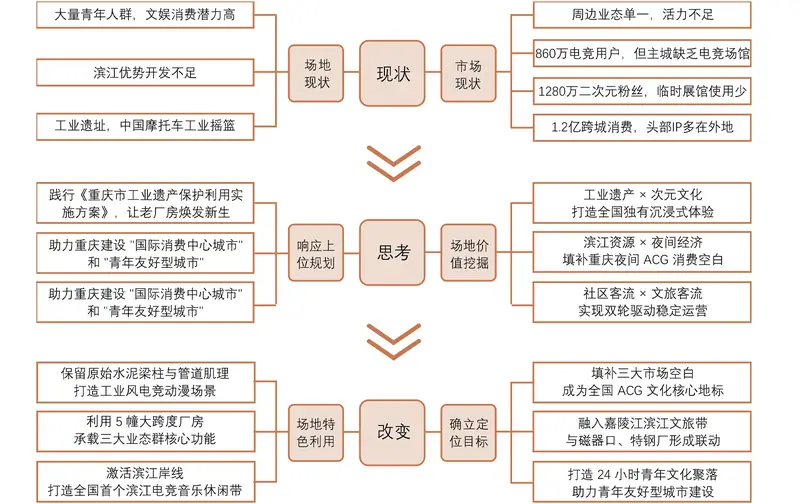 大量青年人群，文娱消费潜力高
滨江优势开发不足
工业遗址，中国摩托车工业摇篮
场地
现状
现状
市场
现状
周边业态单一，活力不足
860万电竞用户，但主城缺乏电竞场馆
1280万二次元粉丝，临时展馆使用少
1.2亿跨城消费，头部IP多在外地
践行《重庆市工业遗产保护利用实
施方案》，让老厂房焕发新生
助力重庆建设 "国际消费中心城市"
和 "青年友好型城市"
助力重庆建设 "国际消费中心城市"
和 "青年友好型城市"
响应上
位规划
思考
场地价
值挖掘
工业遗产 × 次元文化
打造全国独有沉浸式体验
滨江资源 × 夜间经济
填补重庆夜间 ACG 消费空白
社区客流 × 文旅客流
实现双轮驱动稳定运营
保留原始水泥梁柱与管道肌理
打造工业风电竞动漫场景
利用 5 幢大跨度厂房
承载三大业态群核心功能
激活滨江岸线
打造全国首个滨江电竞音乐休闲带
场地特
色利用
改变
确立定
位目标
填补三大市场空白
成为全国 ACG 文化核心地标
融入嘉陵江滨江文旅带
与磁器口、特钢厂形成联动
打造 24 小时青年文化聚落
助力青年友好型城市建设